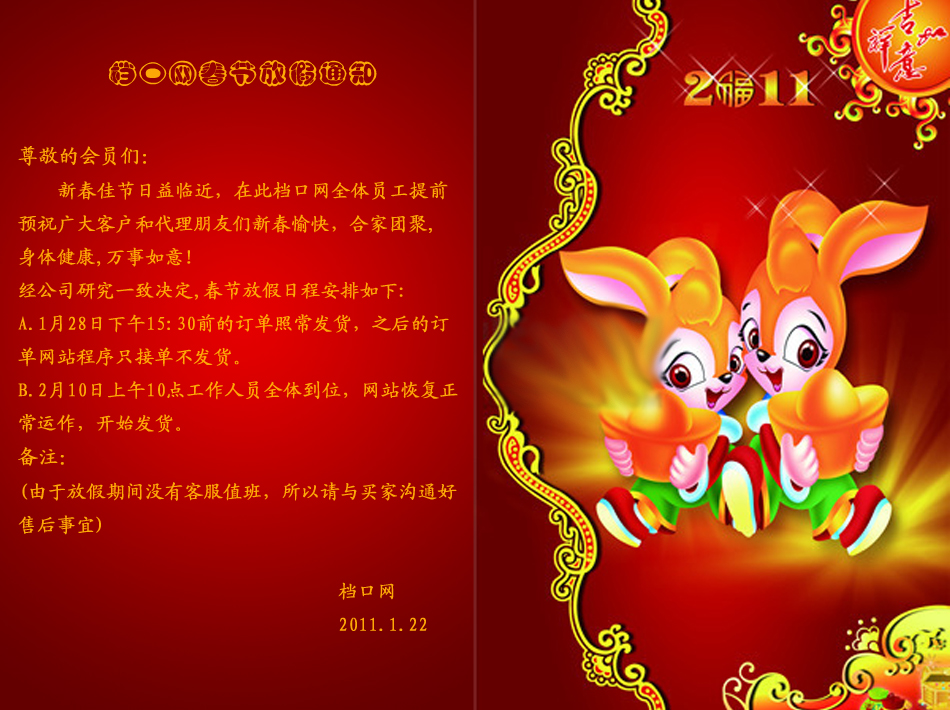 档口网春节放假通知
尊敬的会员们:
新春佳节日益临近，在此档口网全体员工提前
预祝广大客户和代理朋友们新春愉快，合家团聚,
身体健康,万事如意!
经公司研究一致决定,春节放假日程安排如下:
A.1月28日下午15:30前的订单照常发货，之后的订
单网站程序只接单不发货。
B.2月10日上午10点工作人员全体到位，网站恢复正
常运作，开始发货。
备注:
(由于放假期间没有客服值班，所以请与买家沟通好
售后事宜)
档口网
2011.1.22
2福11
吉祥如意